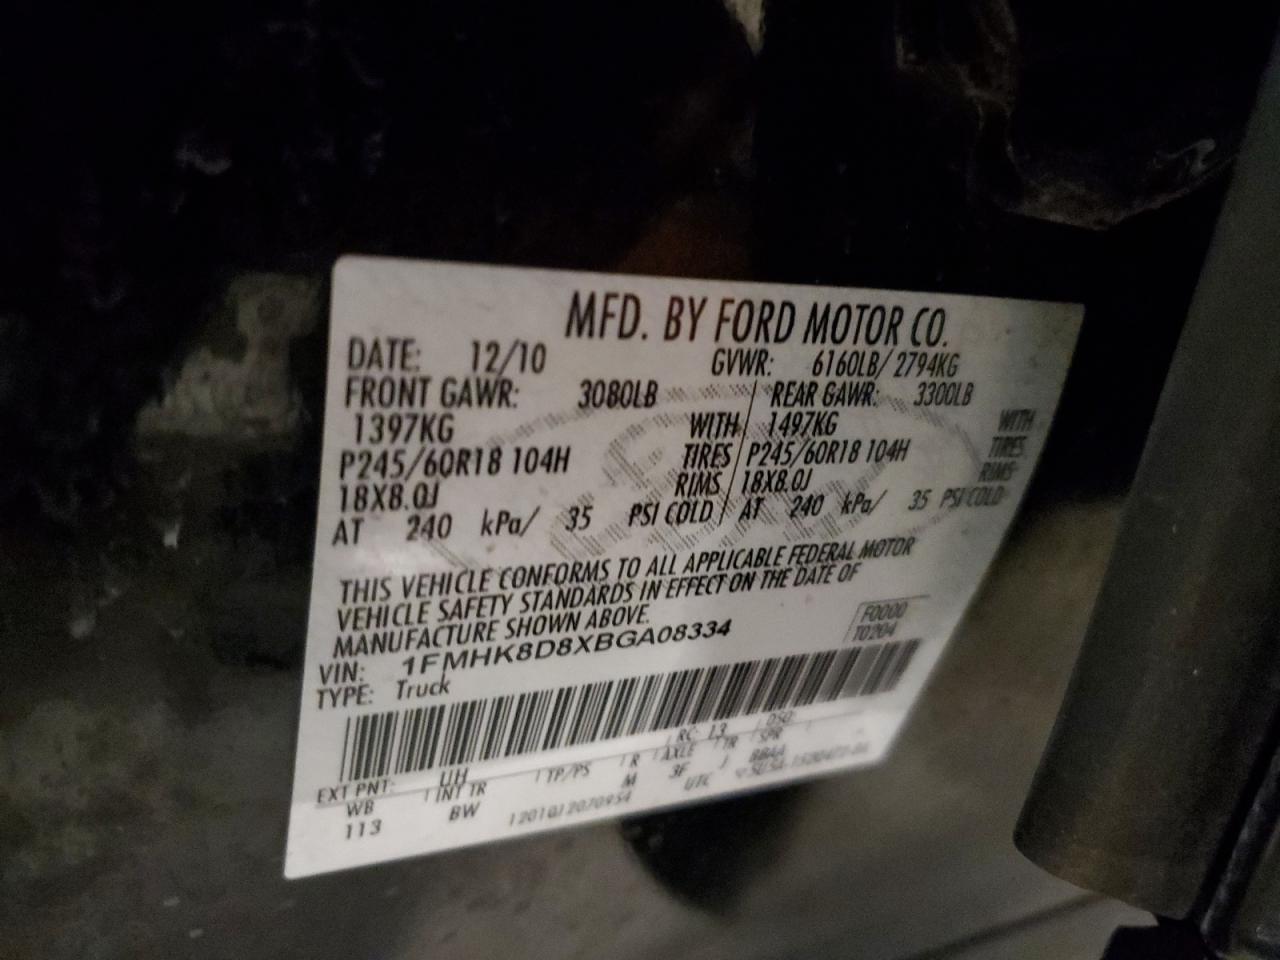 MFD. BY FORD MOTOR CO.
DATE: 12/10 GVWR: 6160LB/ 2794KG
FRONT GAWR: 3080LB REAR GAWR: 3300LB
1397KG WITH 1497KG WITH
P245/60R18 104H TIRES P245/60R18 104H TIRES
18X8.0J RIMS 18X8.0J RIMS
AT 240 kPa/ 35 PSI COLD AT 240 kPa/ 35 PSI COLD
THIS VEHICLE CONFORMS TO ALL APPLICABLE FEDERAL MOTOR
VEHICLE SAFETY STANDARDS IN EFFECT ON THE DATE OF
MANUFACTURE SHOWN ABOVE.
F0000
T0204
VIN: 1FMHK8D8XBGA08334
TYPE: Truck
EXT PNT: UH RC: 13 DSO:
WB INT TR TP/PS R AXLE TR SPR
113 BW M 3F J BBAA
1201012070954 UTC